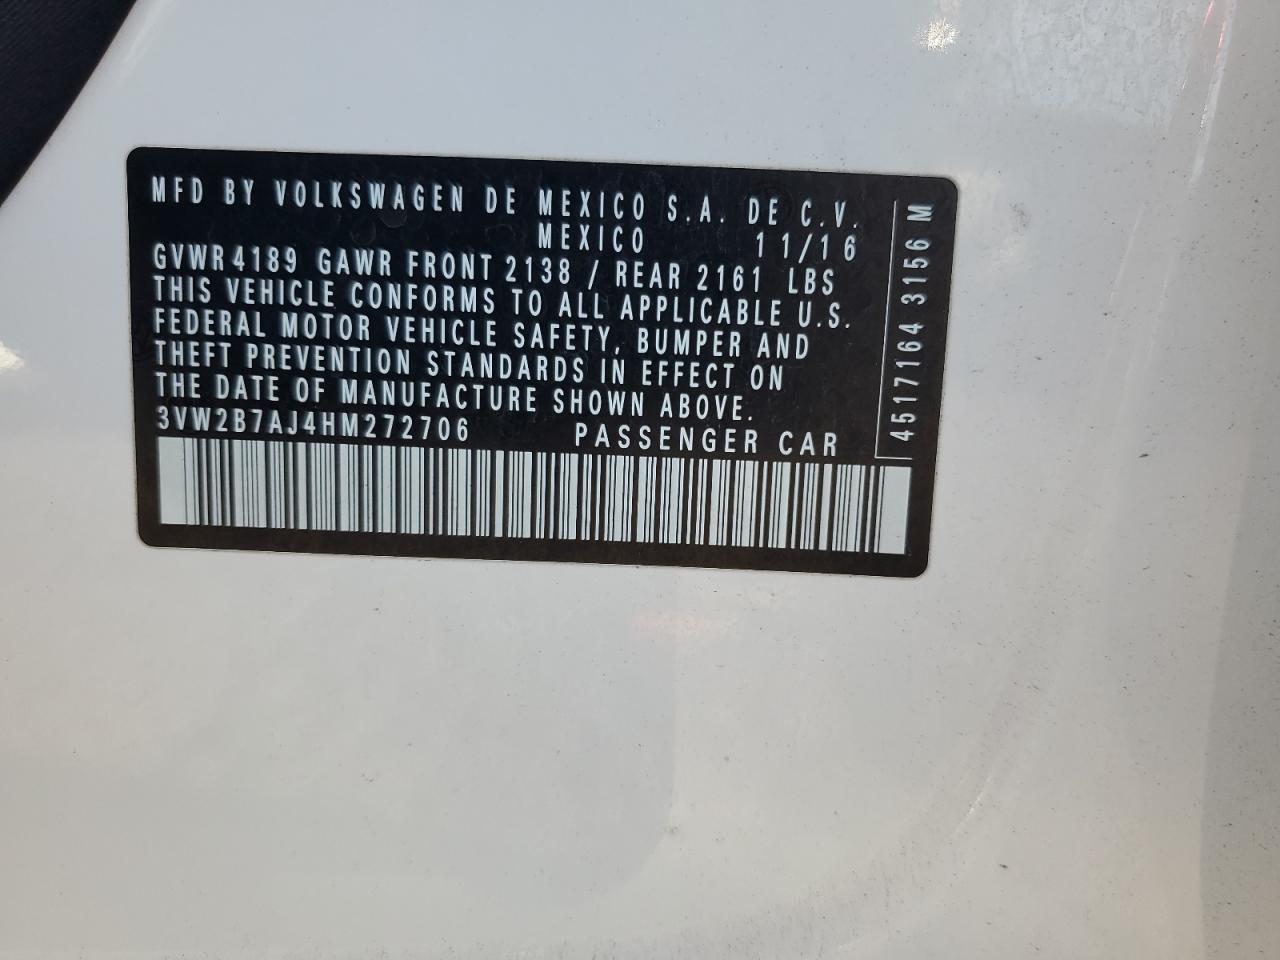 MFD BY VOLKSWAGEN DE MEXICO S.A. DE C.V.
MEXICO 11/16
GVWR 4189 GAWR FRONT 2138 / REAR 2161 LBS
THIS VEHICLE CONFORMS TO ALL APPLICABLE U.S.
FEDERAL MOTOR VEHICLE SAFETY, BUMPER AND
THEFT PREVENTION STANDARDS IN EFFECT ON
THE DATE OF MANUFACTURE SHOWN ABOVE.
3VW2B7AJ4HM272706 PASSENGER CAR
4517164 3156 M